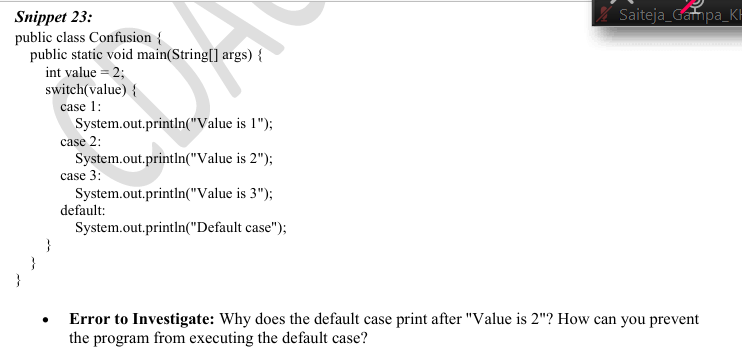 Saiteja_Gampa_Kh
Snippet 23:
public class Confusion {
public static void main(String[] args) {
int value = 2;
switch(value) {
case 1:
System.out.println("Value is 1");
case 2:
System.out.println("Value is 2");
case 3:
System.out.println("Value is 3");
default:
System.out.println("Default case");
}
}
}
• Error to Investigate: Why does the default case print after "Value is 2"? How can you prevent
the program from executing the default case?
CDAC